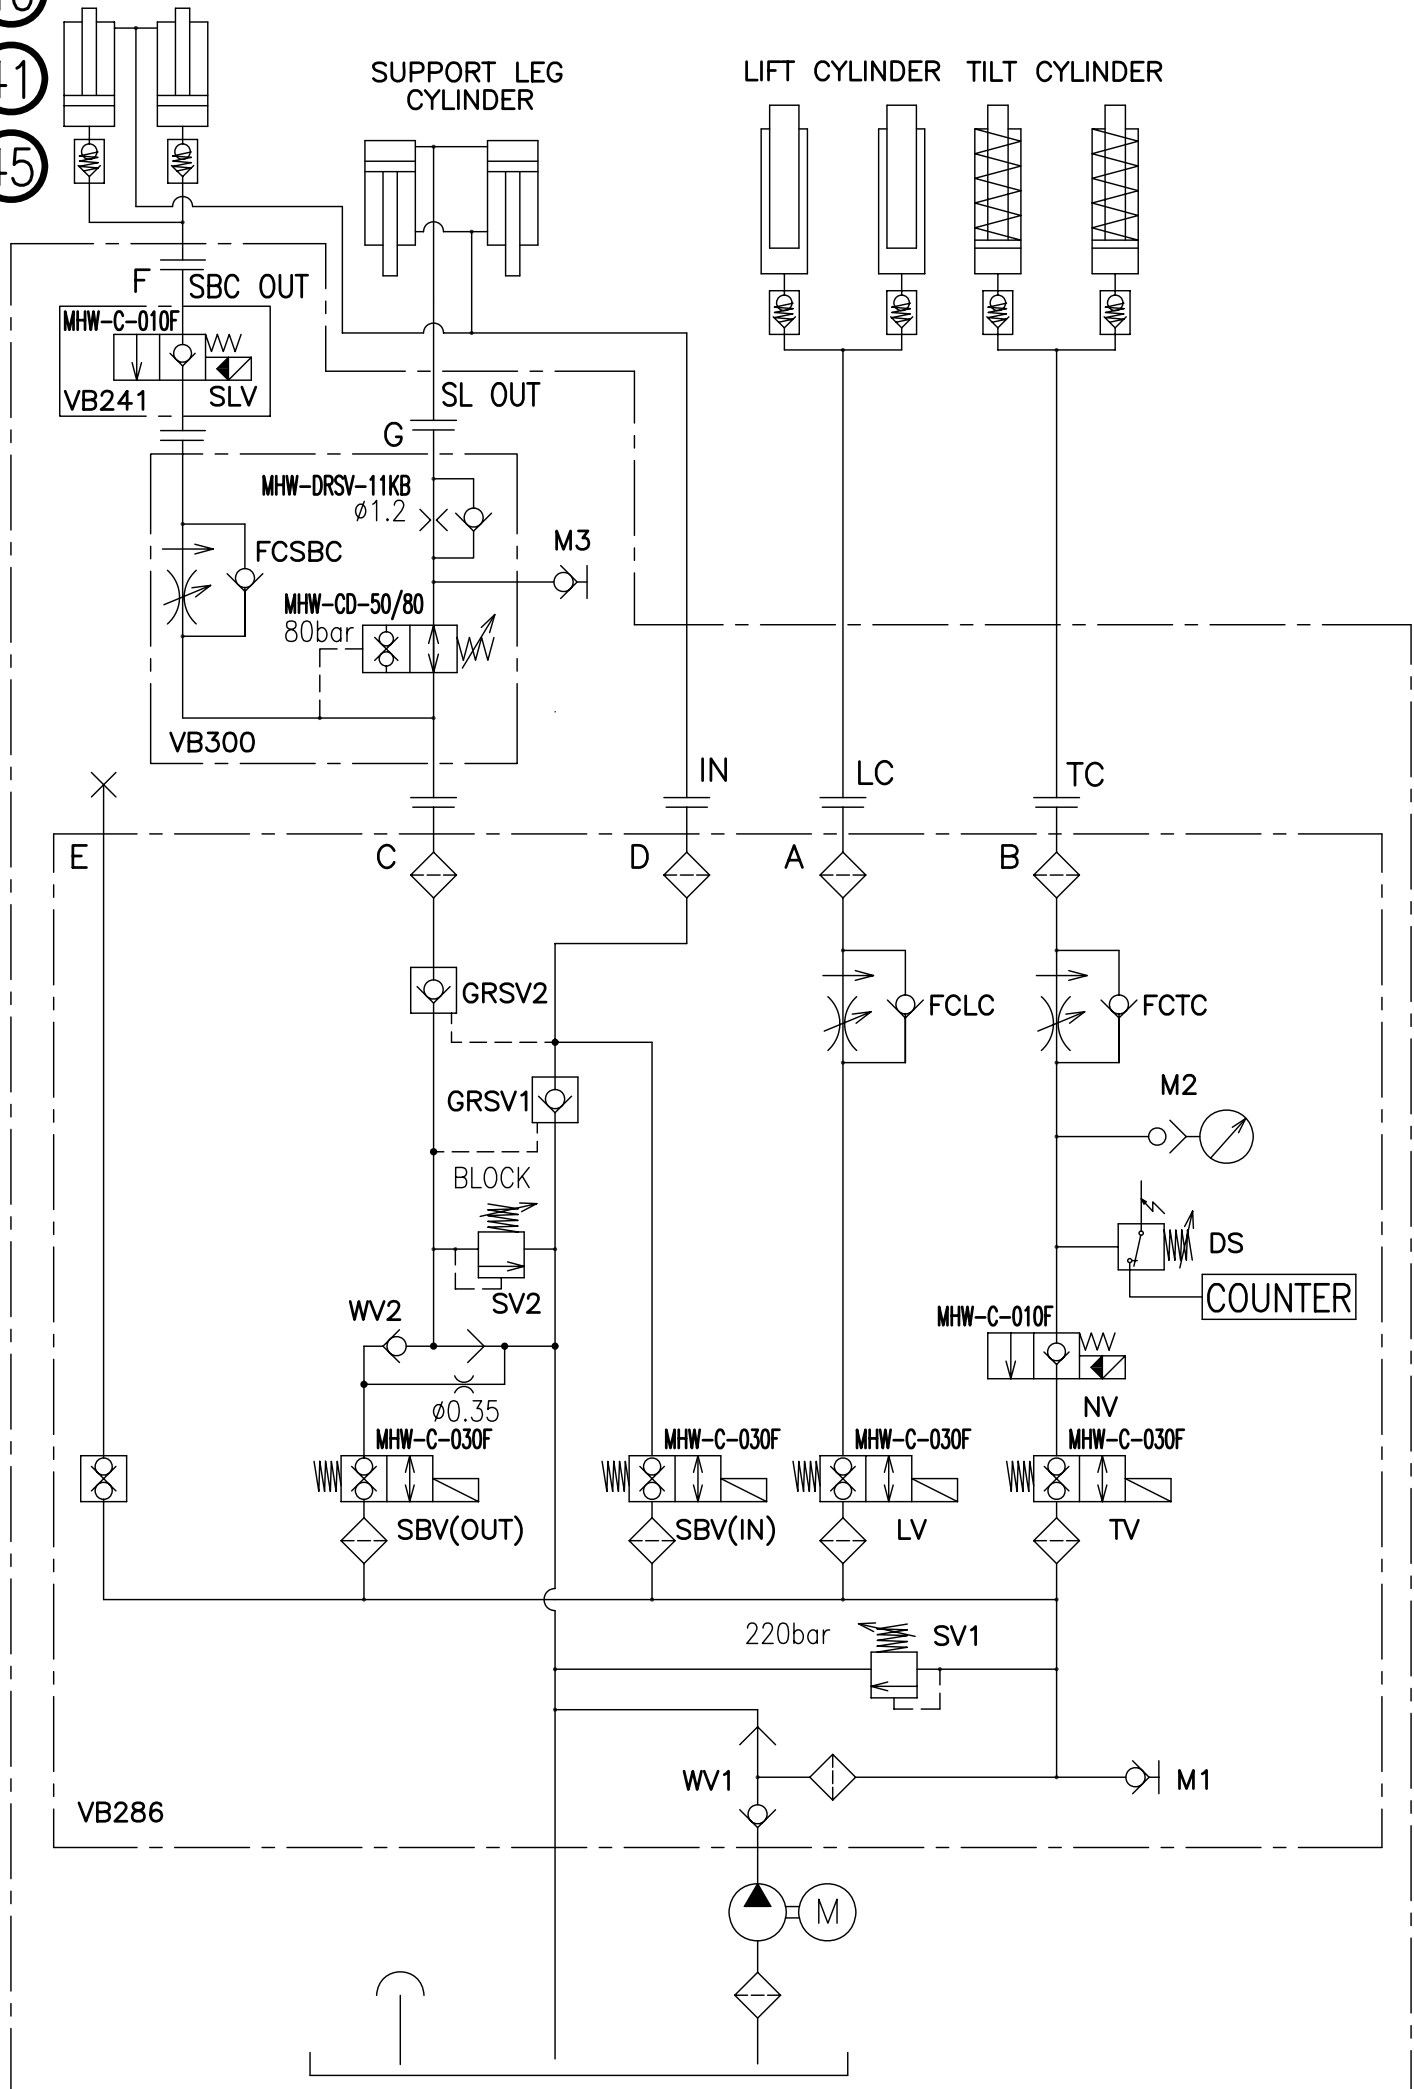 41
45
SUPPORT LEG
CYLINDER
LIFT CYLINDER
TILT CYLINDER
F
SBC OUT
MHW-C-010F
VB241
SLV
SL OUT
G
MHW-DRSV-11KB
ø1.2
FCSBC
M3
MHW-CD-50/80
80bar
VB300
IN
LC
TC
E
C
D
A
B
GRSV2
FCLC
FCTC
GRSV1
M2
BLOCK
DS
SV2
COUNTER
WV2
MHW-C-010F
ø0.35
NV
MHW-C-030F
MHW-C-030F
MHW-C-030F
MHW-C-030F
SBV(OUT)
SBV(IN)
LV
TV
220bar
SV1
WV1
M1
VB286
M